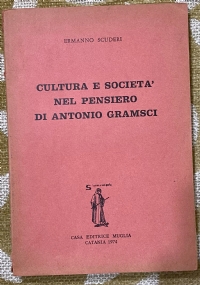 ERMANNO SCUDERI
CULTURA E SOCIETA'
NEL PENSIERO
DI ANTONIO GRAMSCI
CASA EDITRICE MUGLIA
CATANIA 1974